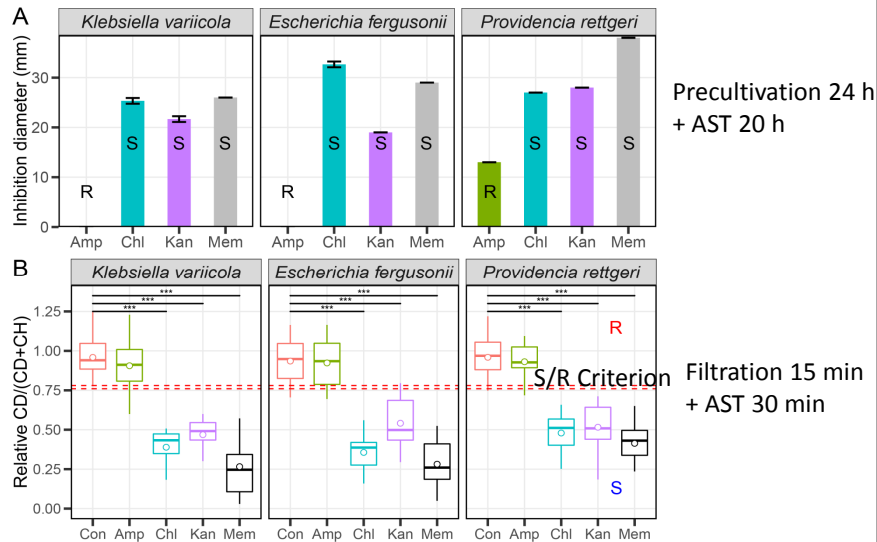 A
Klebsiella variicola Escherichia fergusonii Providencia rettgeri
Inhibition diameter (mm)
30
20
10
0
R S S S
R S S S
R S S S
Amp Chl Kan Mem Amp Chl Kan Mem Amp Chl Kan Mem
Precultivation 24 h
+ AST 20 h
B
Klebsiella variicola Escherichia fergusonii Providencia rettgeri
Relative CD/(CD+CH)
1.25
1.00
0.75
0.50
0.25
0.00
***
***
***
***
***
***
***
***
***
R
S/R Criterion
S
Con Amp Chl Kan Mem Con Amp Chl Kan Mem Con Amp Chl Kan Mem
Filtration 15 min
+ AST 30 min